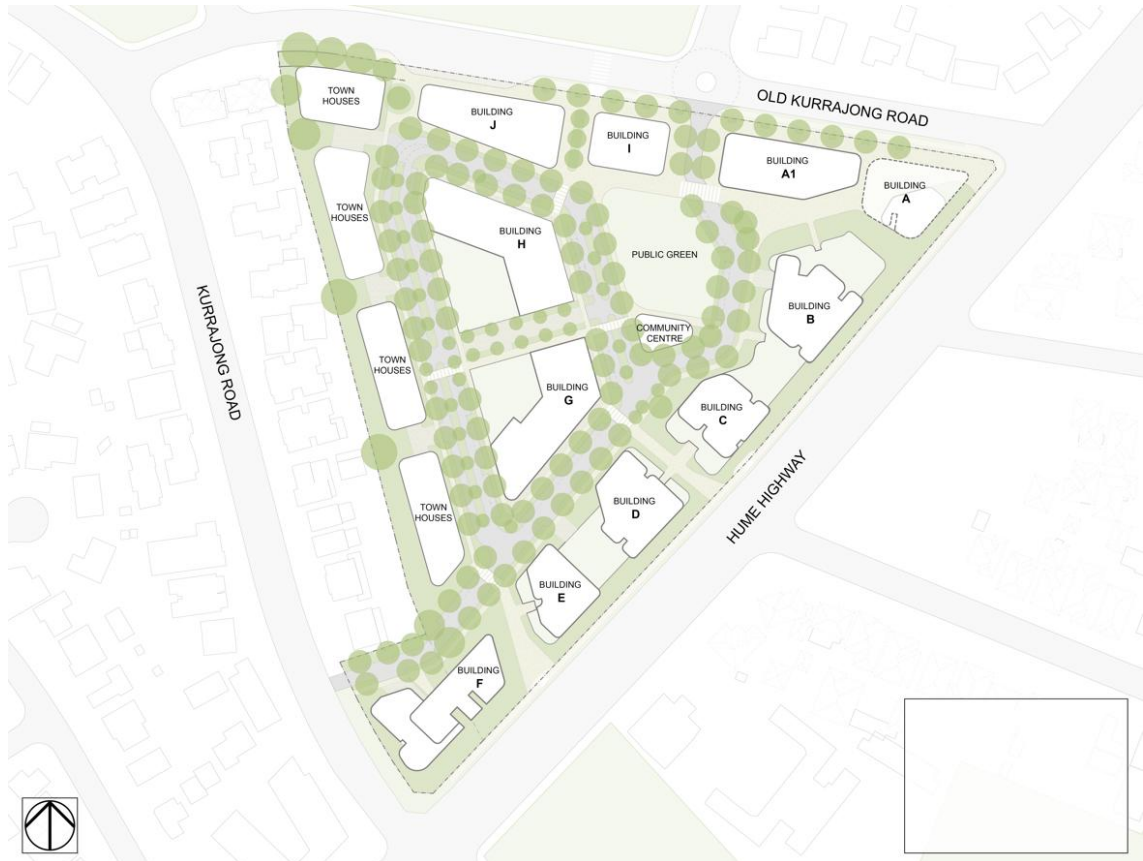 OLD KURRAJONG ROAD
TOWN
HOUSES
BUILDING
J
BUILDING
I
BUILDING
A1
BUILDING
A
TOWN
HOUSES
BUILDING
H
PUBLIC GREEN
BUILDING
B
KURRAJONG ROAD
COMMUNITY
CENTRE
TOWN
HOUSES
BUILDING
G
BUILDING
C
HUME HIGHWAY
TOWN
HOUSES
BUILDING
D
BUILDING
E
BUILDING
F